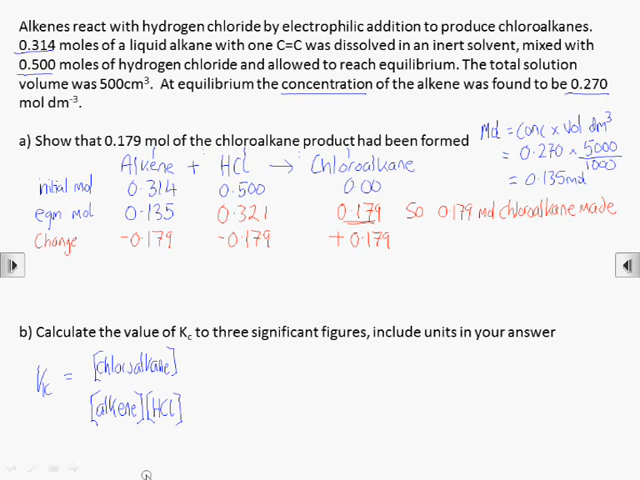 Alkenes react with hydrogen chloride by electrophilic addition to produce chloroalkanes.
0.314 moles of a liquid alkane with one C=C was dissolved in an inert solvent, mixed with
0.500 moles of hydrogen chloride and allowed to reach equilibrium. The total solution
volume was 500cm³. At equilibrium the concentration of the alkene was found to be 0.270
mol dm⁻³.
a) Show that 0.179 mol of the chloroalkane product had been formed
Mol = Conc x Vol dm³
= 0.270 x 5000
1000
= 0.135mol
Alkene + HCl → Chloroalkane
initial mol 0.314 0.500 0.00
eqm mol 0.135 0.321 0.179 So 0.179 mol chloroalkane made
Change -0.179 -0.179 +0.179
b) Calculate the value of Kc to three significant figures, include units in your answer
Kc = [chloroalkane]
[alkene][HCl]